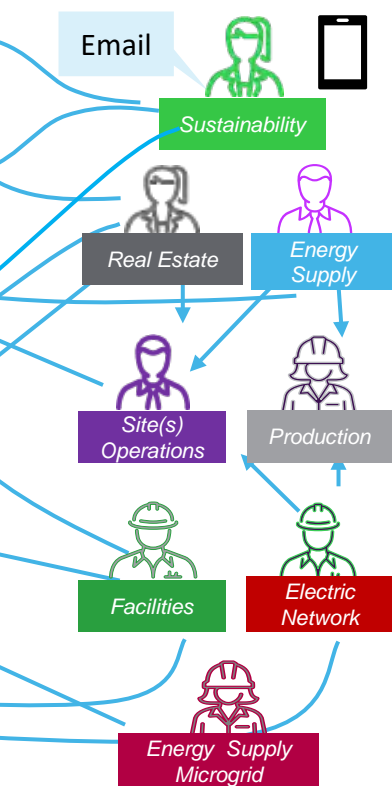 Email
Sustainability
Real Estate
Energy
Supply
Site(s)
Operations
Production
Facilities
Electric
Network
Energy  Supply
Microgrid